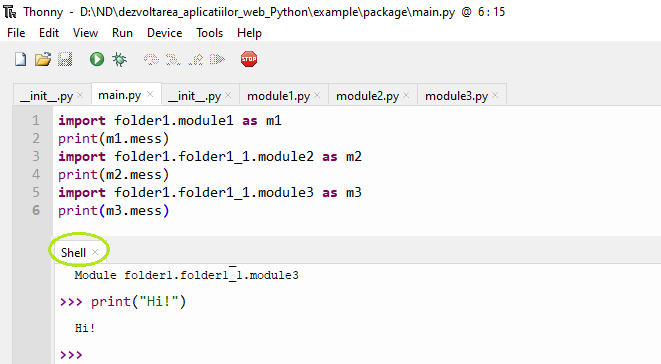 Thonny - D:\ND\dezvoltarea_aplicatiilor_web_Python\example\package\main.py @ 6:15
File Edit View Device Run Tools Help
STOP
__init__.py × main.py × __init__.py × module1.py × module2.py × module3.py ×
1 import folder1.module1 as m1
2 print(m1.mess)
3 import folder1.folder1_1.module2 as m2
4 print(m2.mess)
5 import folder1.folder1_1.module3 as m3
6 print(m3.mess)
Shell ×
Module folder1.folder1_1.module3
>>> print("Hi!")
Hi!
>>>